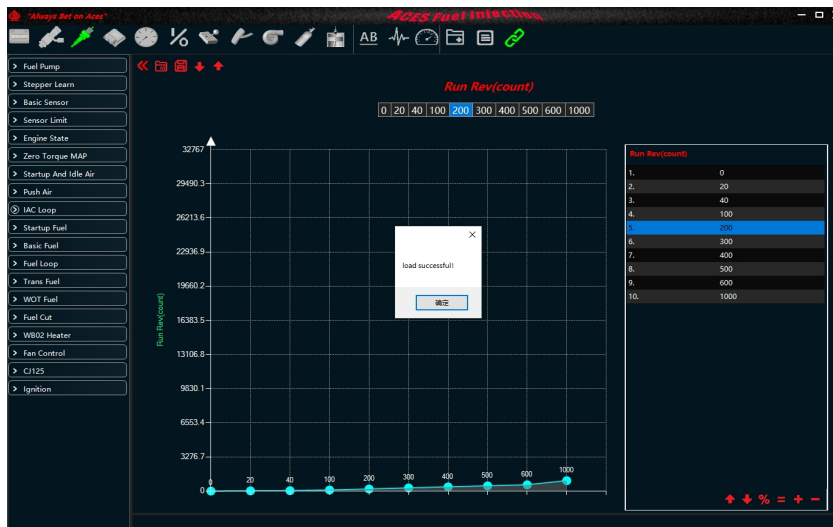 "Always Bet on Aces"
ACES Fuel Injection
AB
Fuel Pump
Stepper Learn
Basic Sensor
Sensor Limit
Engine State
Zero Torque MAP
Startup And Idle Air
Push Air
IAC Loop
Startup Fuel
Basic Fuel
Fuel Loop
Trans Fuel
WOT Fuel
Fuel Cut
WB02 Heater
Fan Control
CJ125
Ignition
Run Rev(count)
0 20 40 100 200 300 400 500 600 1000
32767
29490.3
26213.6
22936.9
19660.2
16383.5
13106.8
9830.1
6553.4
3276.7
0
Run Rev(count)
0 20 40 100 200 300 400 500 600 1000
load successful!
确定
Run Rev(count)
1. 0
2. 20
3. 40
4. 100
5. 200
6. 300
7. 400
8. 500
9. 600
10. 1000
% = + −